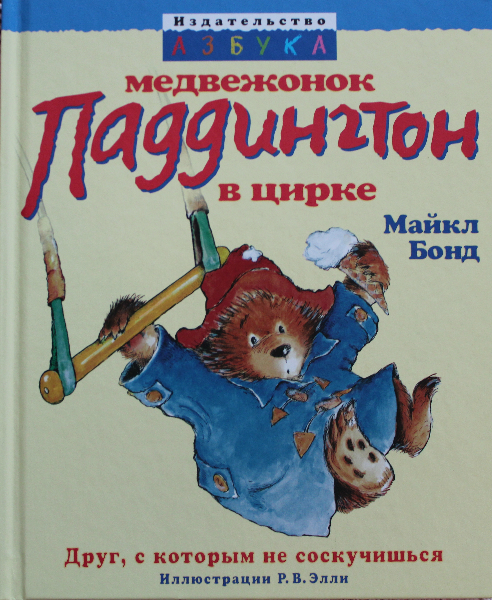 Издательство
АЗБУКА
медвежонок
Паддингтон
в цирке
Майкл
Бонд
Друг, с которым не соскучишься
Иллюстрации Р.В.Элли